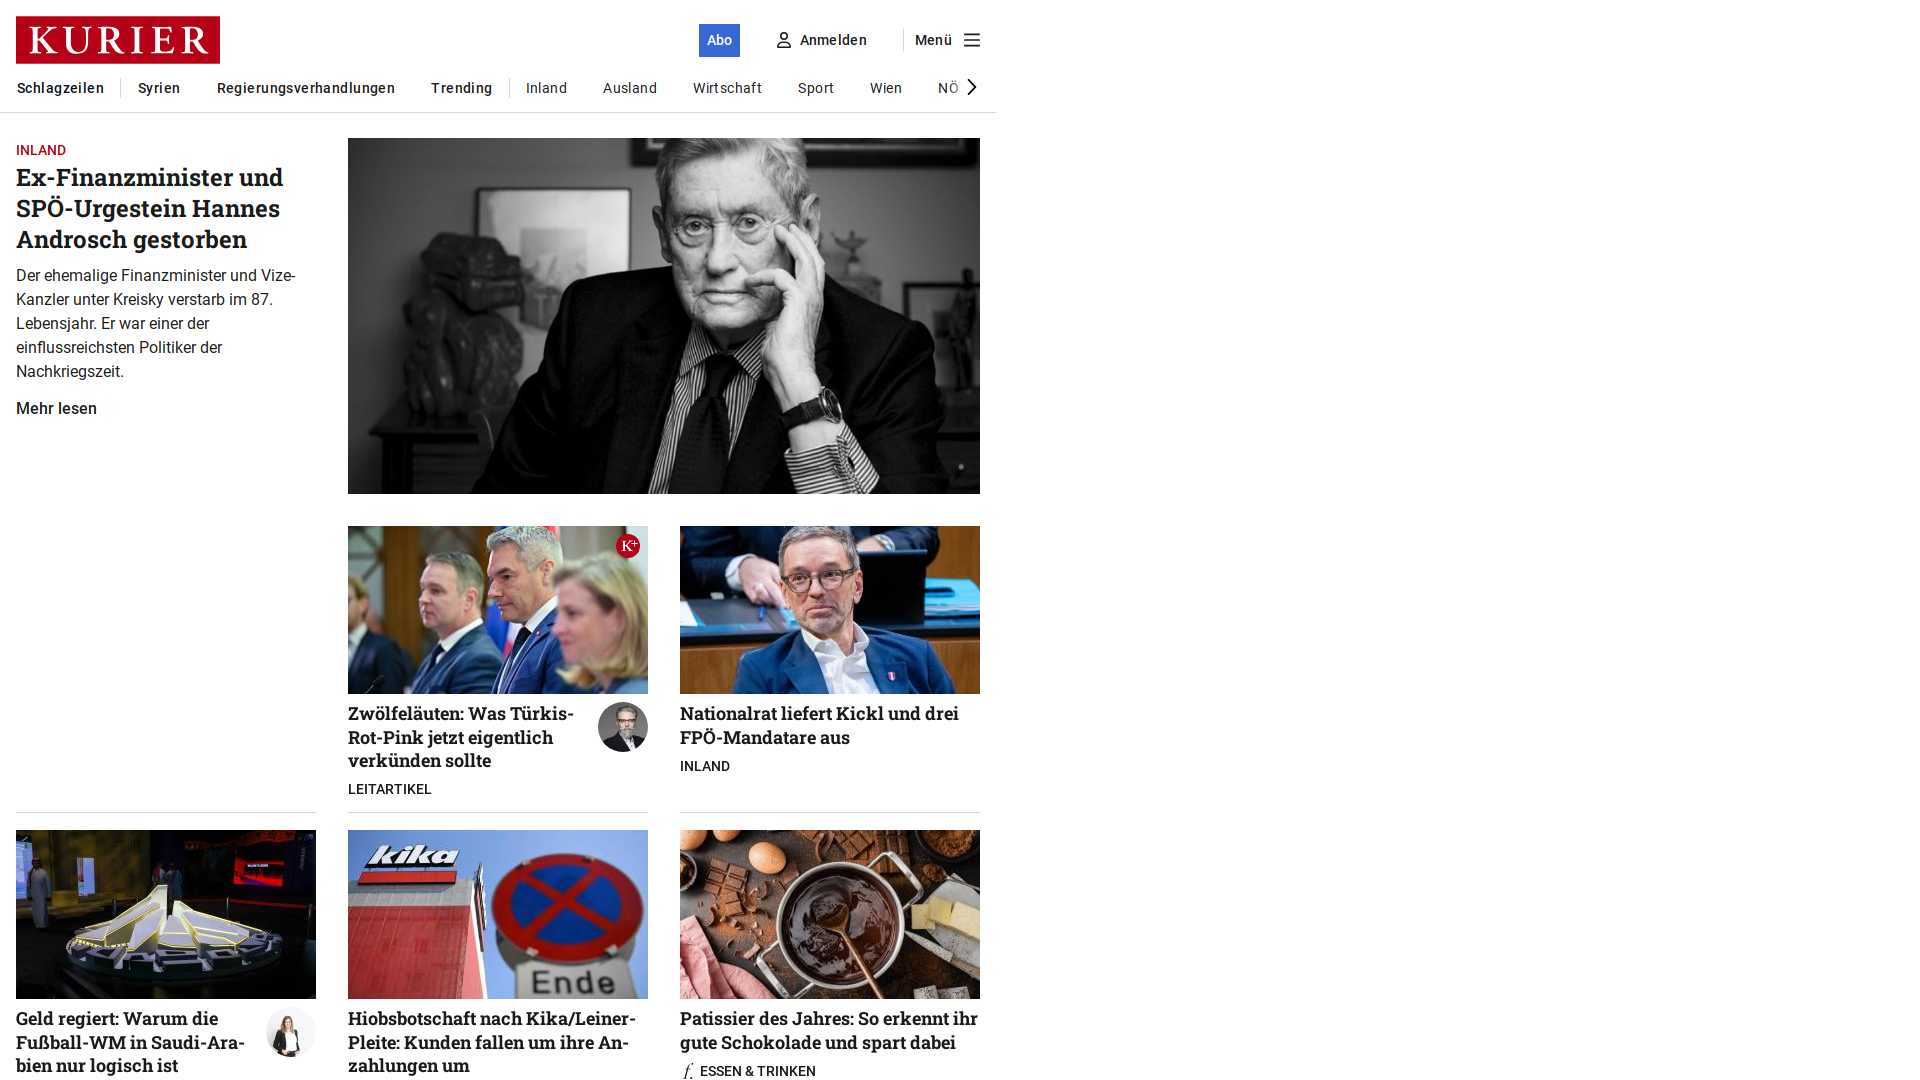 KURIER
Abo
Anmelden
Menü
Schlagzeilen
Syrien
Regierungsverhandlungen
Trending
Inland
Ausland
Wirtschaft
Sport
Wien
NÖ
INLAND
Ex-Finanzminister und
SPÖ-Urgestein Hannes
Androsch gestorben
Der ehemalige Finanzminister und Vize-
Kanzler unter Kreisky verstarb im 87.
Lebensjahr. Er war einer der
einflussreichsten Politiker der
Nachkriegszeit.
Mehr lesen
K+
Zwölfeläuten: Was Türkis-
Rot-Pink jetzt eigentlich
verkünden sollte
LEITARTIKEL
Nationalrat liefert Kickl und drei
FPÖ-Mandatare aus
INLAND
Geld regiert: Warum die
Fußball-WM in Saudi-Ara-
bien nur logisch ist
kika
Ende
Hiobsbotschaft nach Kika/Leiner-
Pleite: Kunden fallen um ihre An-
zahlungen um
Patissier des Jahres: So erkennt ihr
gute Schokolade und spart dabei
f. ESSEN & TRINKEN